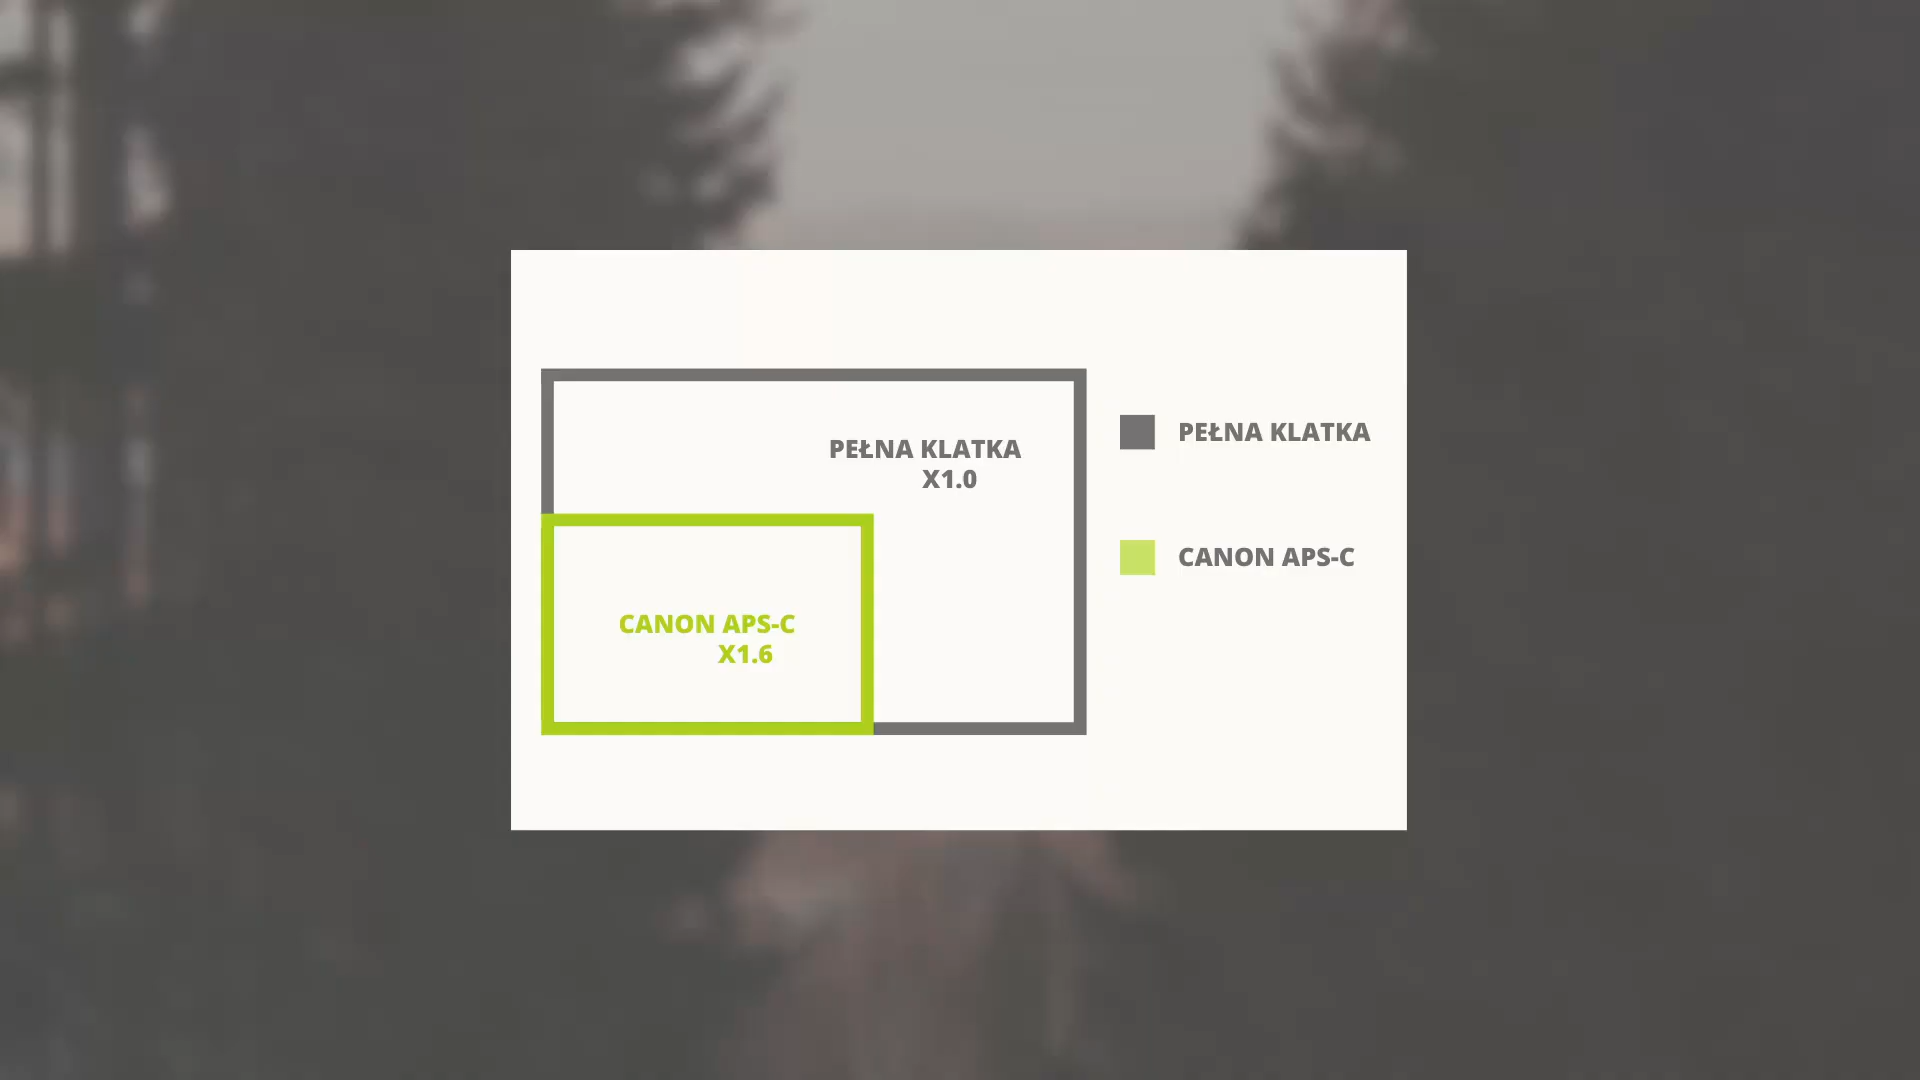 PEŁNA KLATKA
X1.0
CANON APS-C
X1.6
PEŁNA KLATKA
CANON APS-C